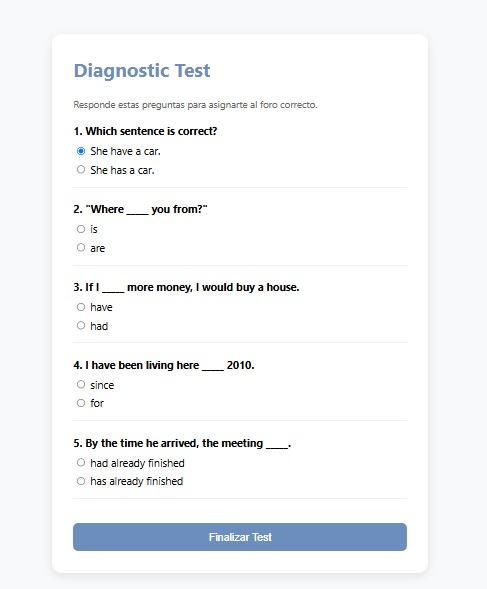 Diagnostic Test
Responde estas preguntas para asignarte al foro correcto.
1. Which sentence is correct?
She have a car.
She has a car.
2. "Where ____ you from?"
is
are
3. If I ____ more money, I would buy a house.
have
had
4. I have been living here ____ 2010.
since
for
5. By the time he arrived, the meeting ____.
had already finished
has already finished
Finalizar Test